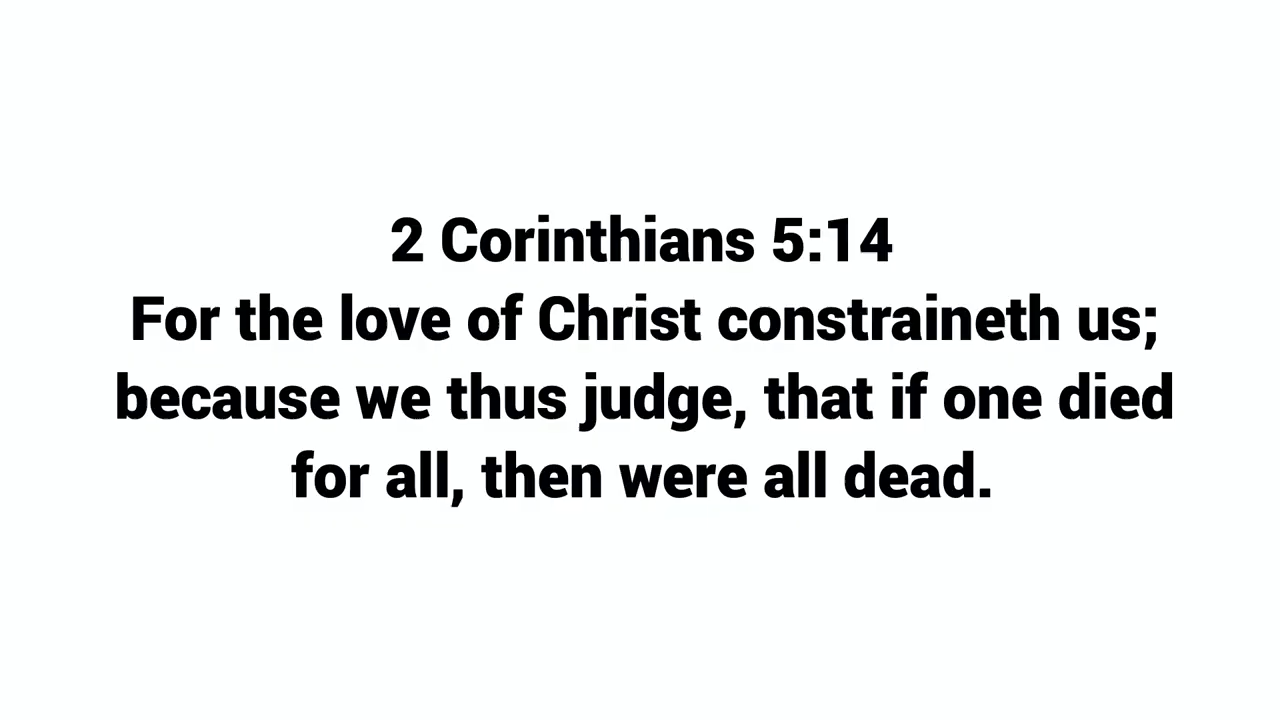 2 Corinthians 5:14
For the love of Christ constraineth us;
because we thus judge, that if one died
for all, then were all dead.